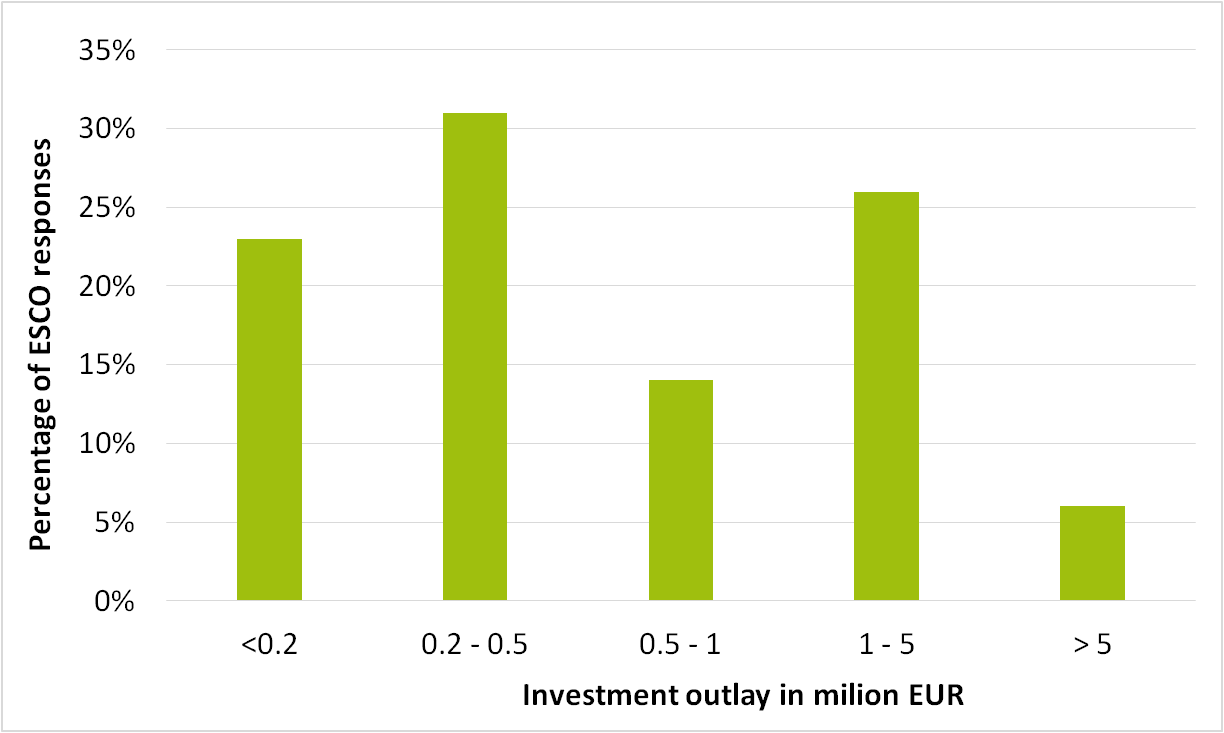 35%
30%
25%
20%
15%
10%
5%
0%
Percentage of ESCO responses
<0.2
0.2 - 0.5
0.5 - 1
1 - 5
> 5
Investment outlay in milion EUR